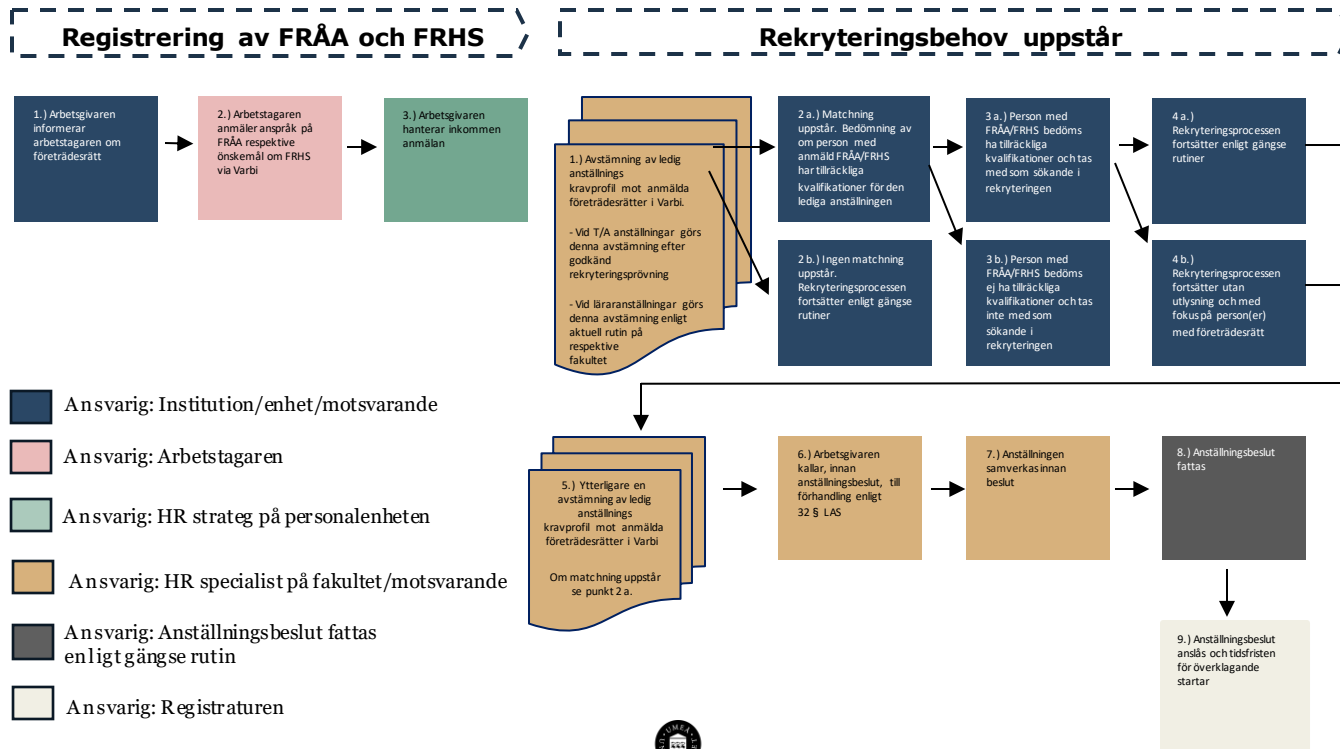 Registrering av FRÅA och FRHS
Rekryteringsbehov uppstår
1.) Arbetsgivaren
informerar
arbetstagaren om
företrädesrätt
2.) Arbetstagaren
anmäler anspråk på
FRÅA respektive
önskemål om FRHS
via Varbi
3.) Arbetsgivaren
hanterar inkommen
anmälan
1.) Avstämning av ledig
anställnings
kravprofil mot anmälda
företrädesrätter i Varbi.
- Vid T/A anställningar görs
denna avstämning efter
godkänd
rekryteringsprövning
- Vid läraranställningar görs
denna avstämning enligt
aktuell rutin på
respektive
fakultet
2 a.) Matchning
uppstår. Bedömning av
om person med
anmäld FRÅA/FRHS
har tillräckliga
kvalifikationer för den
lediga anställningen
3 a.) Person med
FRÅA/FRHS bedöms
ha tillräckliga
kvalifikationer och tas
med som sökande i
rekryteringen
4 a.)
Rekryteringsprocessen
fortsätter enligt gängse
rutiner
2 b.) Ingen matchning
uppstår.
Rekryteringsprocessen
fortsätter enligt gängse
rutiner
3 b.) Person med
FRÅA/FRHS bedöms
ej ha tillräckliga
kvalifikationer och tas
inte med som
sökande i
rekryteringen
4 b.)
Rekryteringsprocessen
fortsätter utan
utlysning och med
fokus på person(er)
med företrädesrätt
Ansvarig: Institution/enhet/motsvarande
Ansvarig: Arbetstagaren
Ansvarig: HR strateg på personalenheten
Ansvarig: HR specialist på fakultet/motsvarande
Ansvarig: Anställningsbeslut fattas
enligt gängse rutin
Ansvarig: Registraturen
5.) Ytterligare en
avstämning av ledig
anställnings
kravprofil mot anmälda
företrädesrätter i Varbi
Om matchning uppstår
se punkt 2 a.
6.) Arbetsgivaren
kallar, innan
anställningsbeslut, till
förhandling enligt
32 § LAS
7.) Anställningen
samverkas innan
beslut
8.) Anställningsbeslut
fattas
9.) Anställningsbeslut
anslås och tidsfristen
för överklagande
startar
UMEÅ